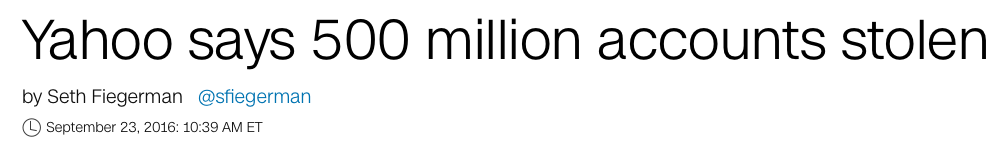 Yahoo says 500 million accounts stolen
by Seth Fiegerman @sfiegerman
September 23, 2016: 10:39 AM ET